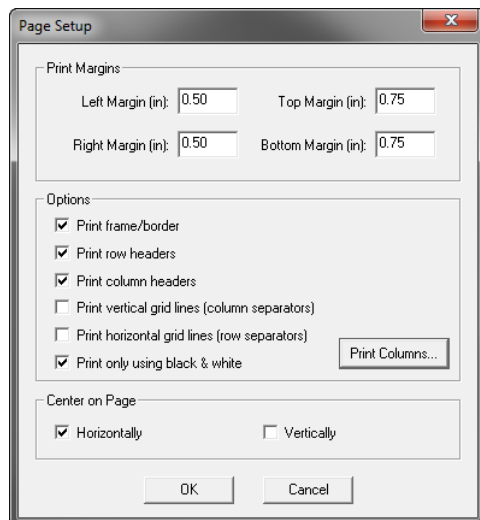 Page Setup
Print Margins
Left Margin (in): 0.50 Top Margin (in): 0.75
Right Margin (in): 0.50 Bottom Margin (in): 0.75
Options
Print frame/border
Print row headers
Print column headers
Print vertical grid lines (column separators)
Print horizontal grid lines (row separators)
Print only using black & white
Print Columns...
Center on Page
Horizontally Vertically
OK Cancel